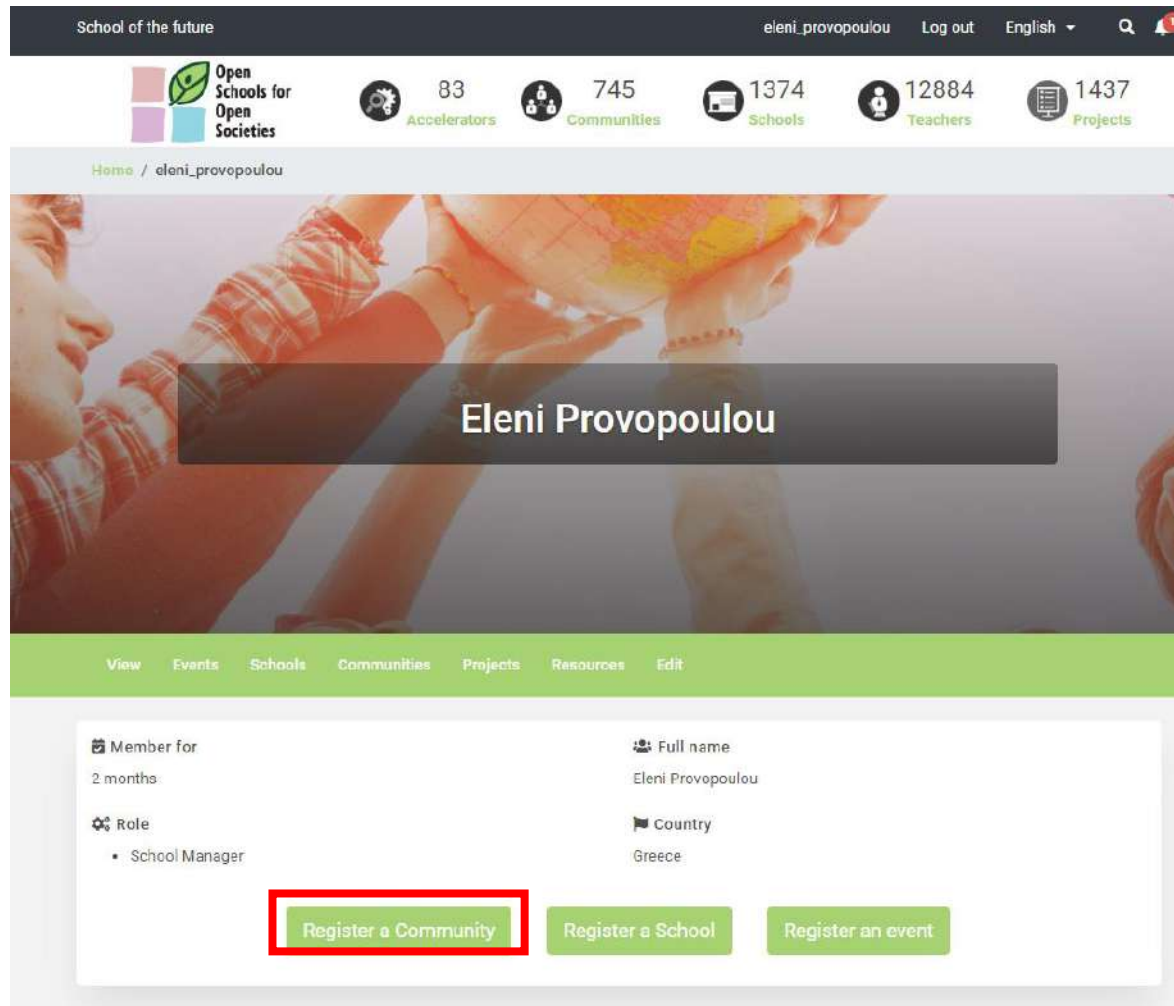 School of the future
eleni_provopoulou Log out English
Open
Schools for
Open
Societies
83
Accelerators
745
Communities
1374
Schools
12884
Teachers
1437
Projects
Home / eleni_provopoulou
Eleni Provopoulou
View Events Schools Communities Projects Resources Edit
Member for
2 months
Full name
Eleni Provopoulou
Role
• School Manager
Country
Greece
Register a Community Register a School Register an event